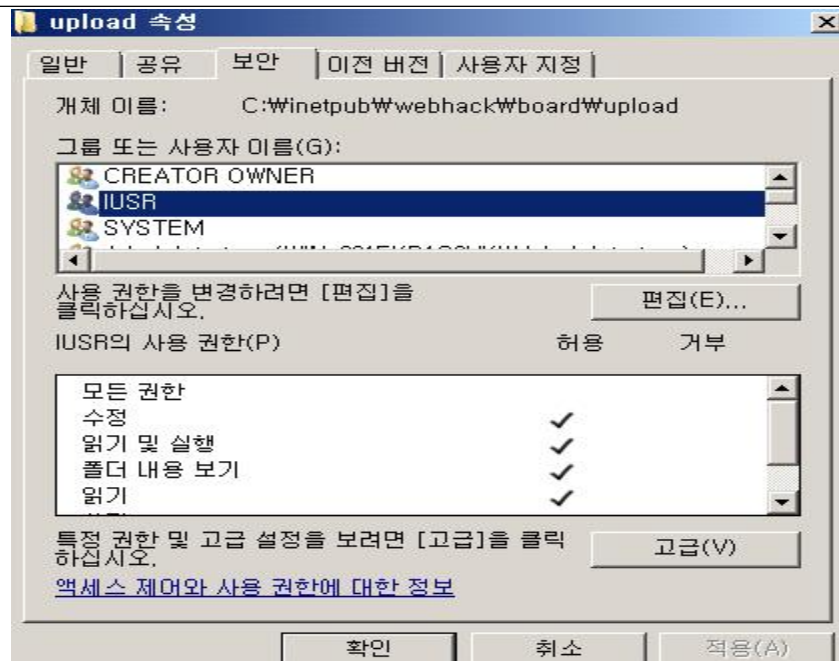 upload 속성
일반 공유 보안 이전 버전 사용자 지정
개체 이름: C:₩inetpub₩webhack₩board₩upload
그룹 또는 사용자 이름(G):
CREATOR OWNER
IUSR
SYSTEM
사용 권한을 변경하려면 [편집]을
클릭하십시오.
편집(E)...
IUSR의 사용 권한(P) 허용 거부
모든 권한
수정
읽기 및 실행
폴더 내용 보기
읽기
특정 권한 및 고급 설정을 보려면 [고급]을 클릭
하십시오.
고급(V)
액세스 제어와 사용 권한에 대한 정보
확인 취소 적용(A)